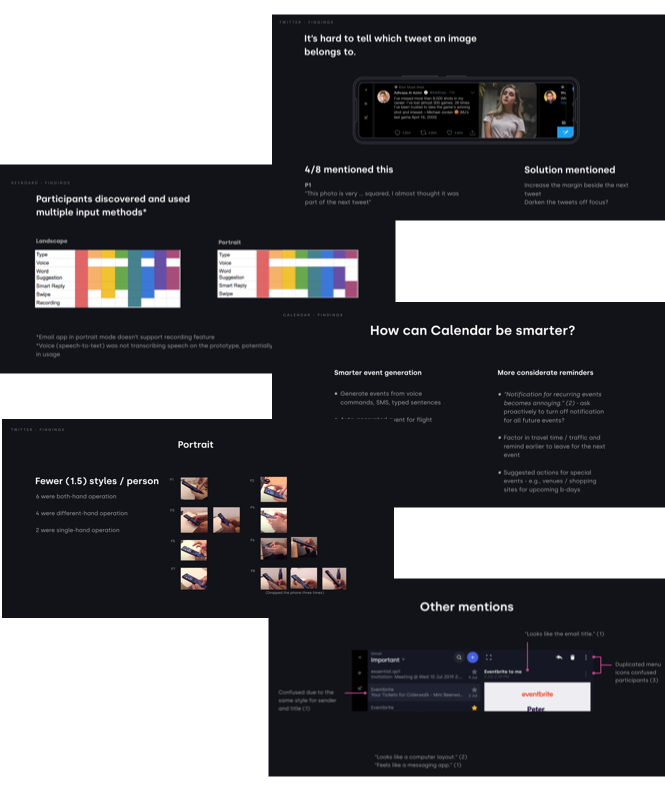 TWITTER - FINDINGS
It's hard to tell which tweet an image
belongs to.
4/8 mentioned this
P1
"This photo is very ... squared, I almost thought it was
part of the next tweet"
Solution mentioned
Increase the margin beside the next
tweet
Darken the tweets off focus?
KEYBOARD - FINDINGS
Participants discovered and used
multiple input methods*
Landscape
Type
Voice
Word
Suggestion
Smart Reply
Swipe
Recording
Portrait
Type
Voice
Word
Suggestion
Smart Reply
Swipe
*Email app in portrait mode doesn't support recording feature
*Voice (speech-to-text) was not transcribing speech on the prototype, potentially
in usage
CALENDAR - FINDINGS
How can Calendar be smarter?
Smarter event generation
Generate events from voice
commands, SMS, typed sentences
More considerate reminders
"Notification for recurring events
becomes annoying." (2) - ask
proactively to turn off notification
for all future events?
Factor in travel time / traffic and
remind earlier to leave for the next
event
Suggested actions for special
events - e.g., venues / shopping
sites for upcoming b-days
TWITTER - FINDINGS
Portrait
Fewer (1.5) styles / person
6 were both-hand operation
4 were different-hand operation
2 were single-hand operation
(Dropped the phone three times)
Other mentions
"Looks like the email title." (1)
Important
Eventbrite to me
Eventbrite
Eventbrite
eventbrite
Peter
Confused due to the
same style for sender
and title (1)
Duplicated menu
icons confused
participants (3)
"Looks like a computer layout." (2)
"Feels like a messaging app." (1)